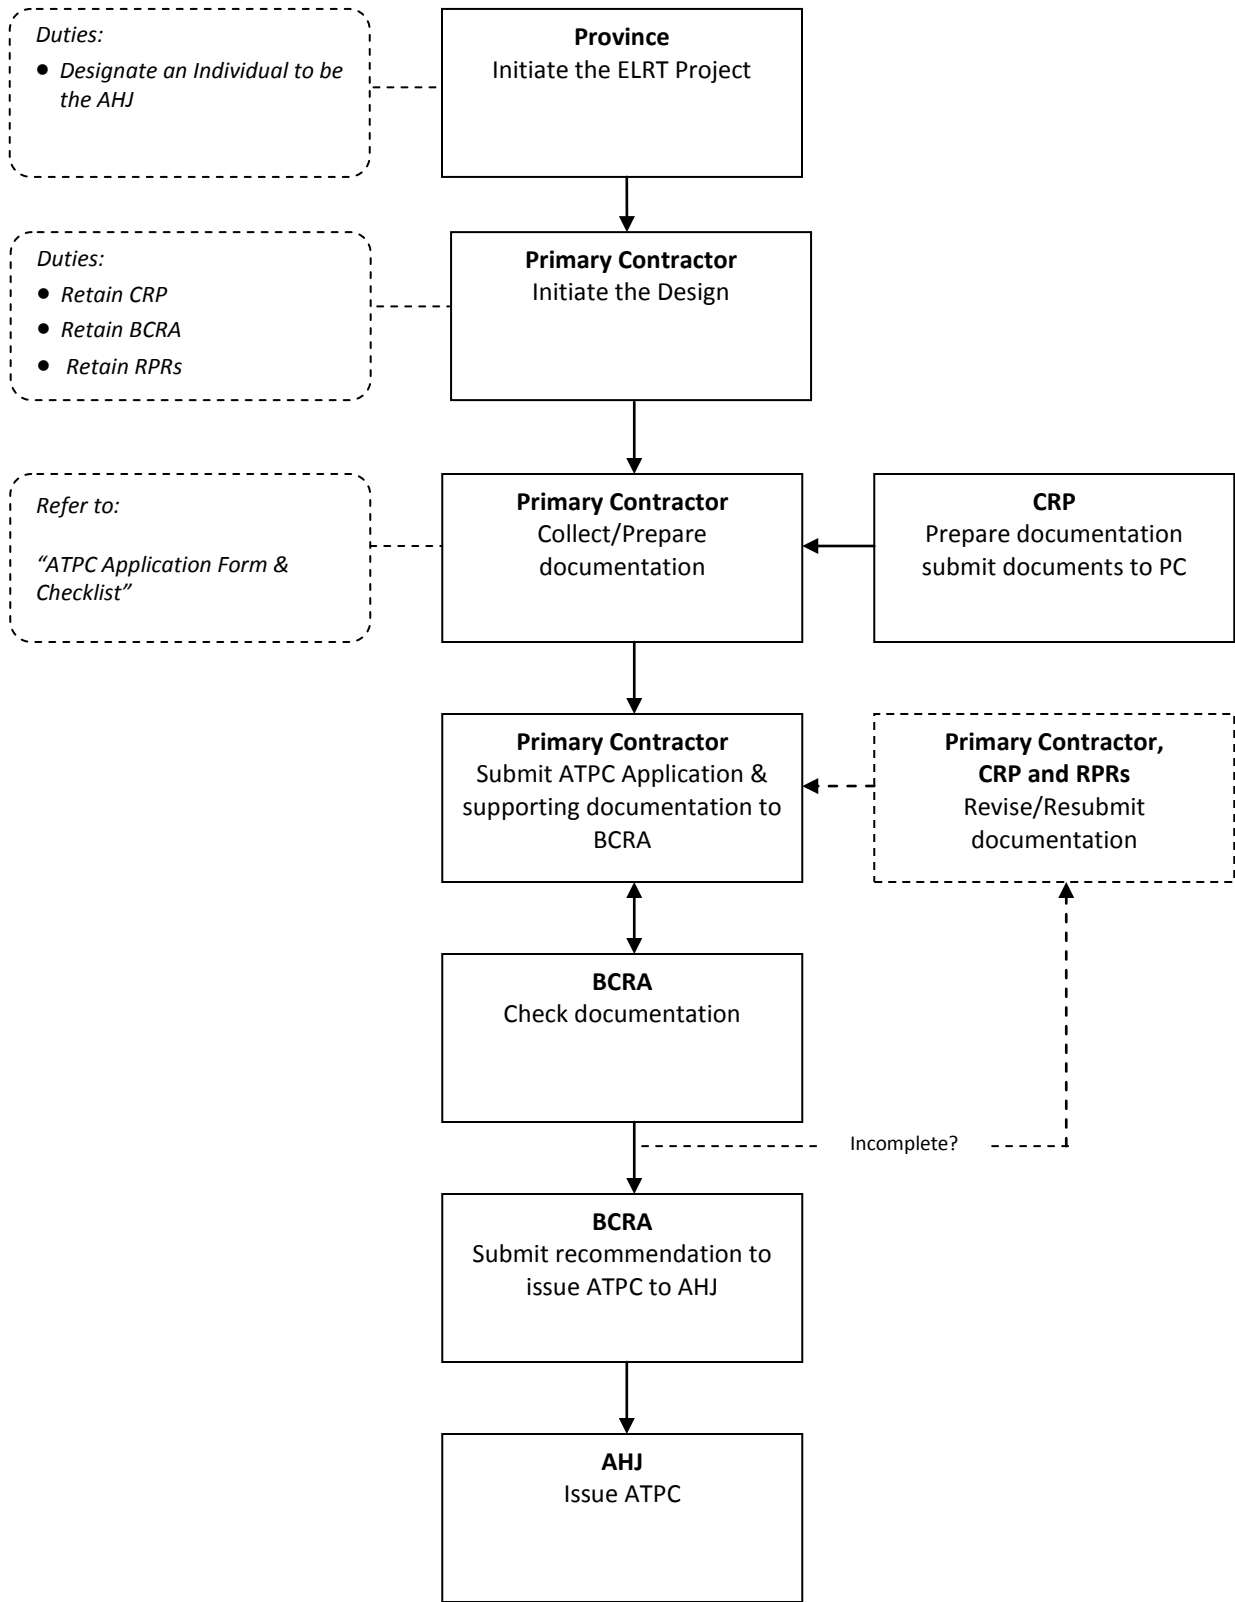 Duties:
● Designate an Individual to be
the AHJ
Province
Initiate the ELRT Project
Duties:
● Retain CRP
● Retain BCRA
● Retain RPRs
Primary Contractor
Initiate the Design
Refer to:
“ATPC Application Form &
Checklist”
Primary Contractor
Collect/Prepare
documentation
CRP
Prepare documentation
submit documents to PC
Primary Contractor
Submit ATPC Application &
supporting documentation to
BCRA
Primary Contractor,
CRP and RPRs
Revise/Resubmit
documentation
BCRA
Check documentation
Incomplete?
BCRA
Submit recommendation to
issue ATPC to AHJ
AHJ
Issue ATPC